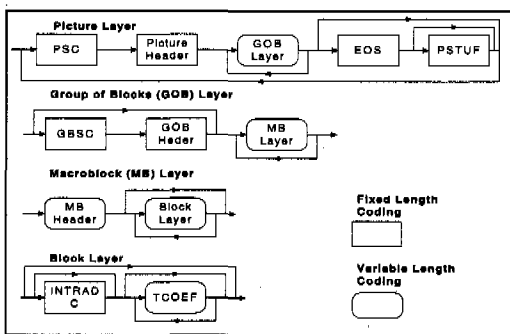 Picture Layer
PSC
Picture
Header
GOB
Layer
EOS
PSTUF
Group of Blocks (GOB) Layer
GBSC
GOB
Heder
MB
Layer
Macroblock (MB) Layer
MB
Header
Block
Layer
Fixed Length
Coding
Block Layer
INTRAD
C
TCOEF
Variable Length
Coding